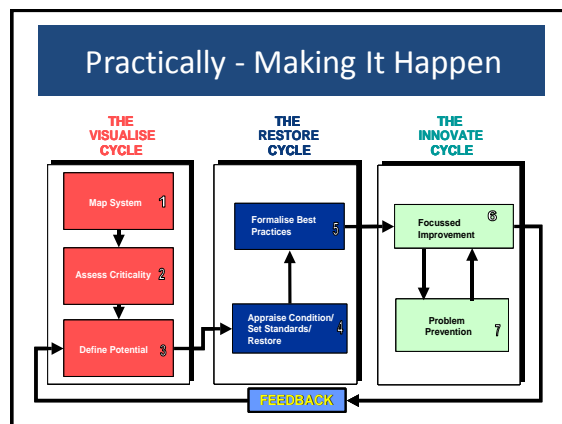 Practically - Making It Happen
THE
VISUALISE
CYCLE
Map System 1
Assess Criticality 2
Define Potential 3
THE
RESTORE
CYCLE
Formalise Best
Practices 5
Appraise Condition/
Set Standards/
Restore 4
THE
INNOVATE
CYCLE
Focussed
Improvement 6
Problem
Prevention 7
FEEDBACK